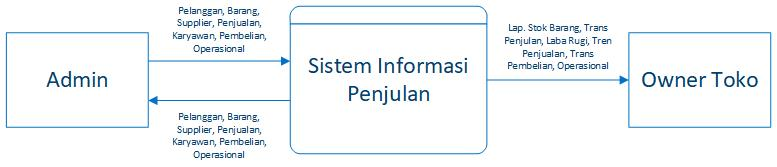 Pelanggan, Barang,
Supplier, Penjualan,
Karyawan, Pembelian,
Operasional
Admin
Pelanggan, Barang,
Supplier, Penjualan,
Karyawan, Pembelian,
Operasional
Sistem Informasi
Penjulan
Lap. Stok Barang, Trans
Penjulan, Laba Rugi, Tren
Penjualan, Trans
Pembelian, Operasional
Owner Toko